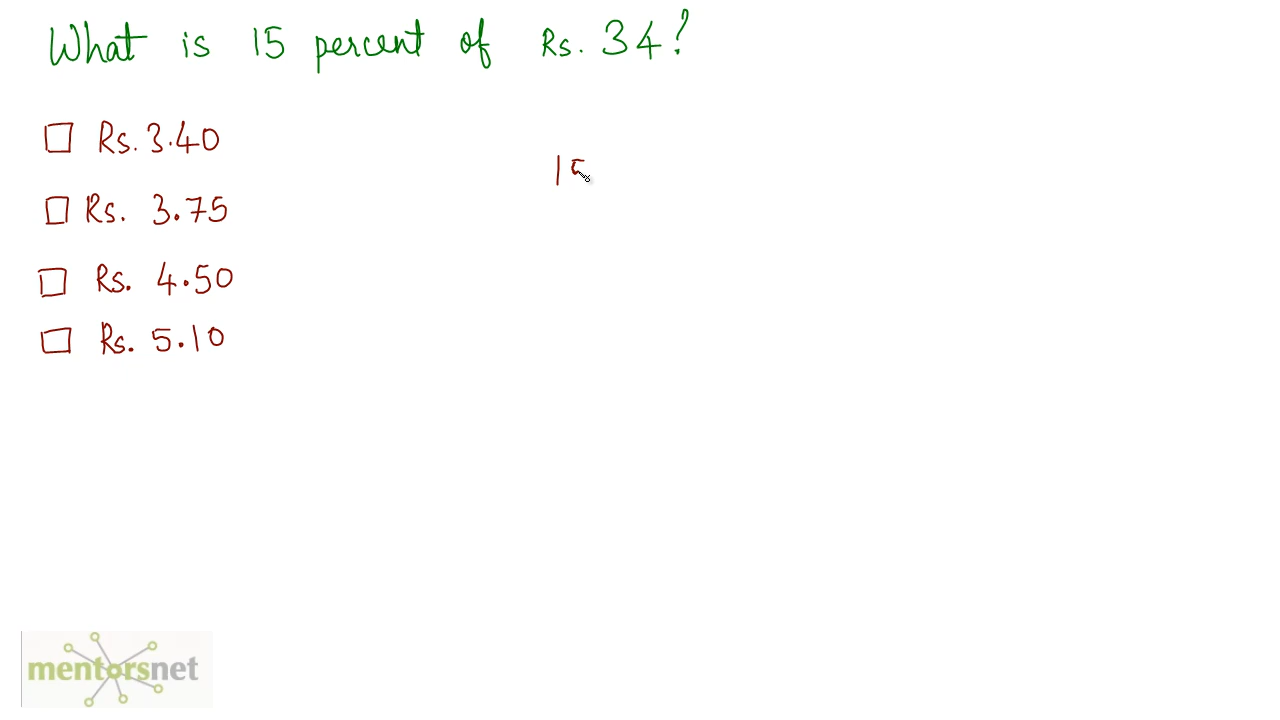 What is 15 percent of Rs. 34?
Rs. 3.40
15
Rs. 3.75
Rs. 4.50
Rs. 5.10
mentorsnet